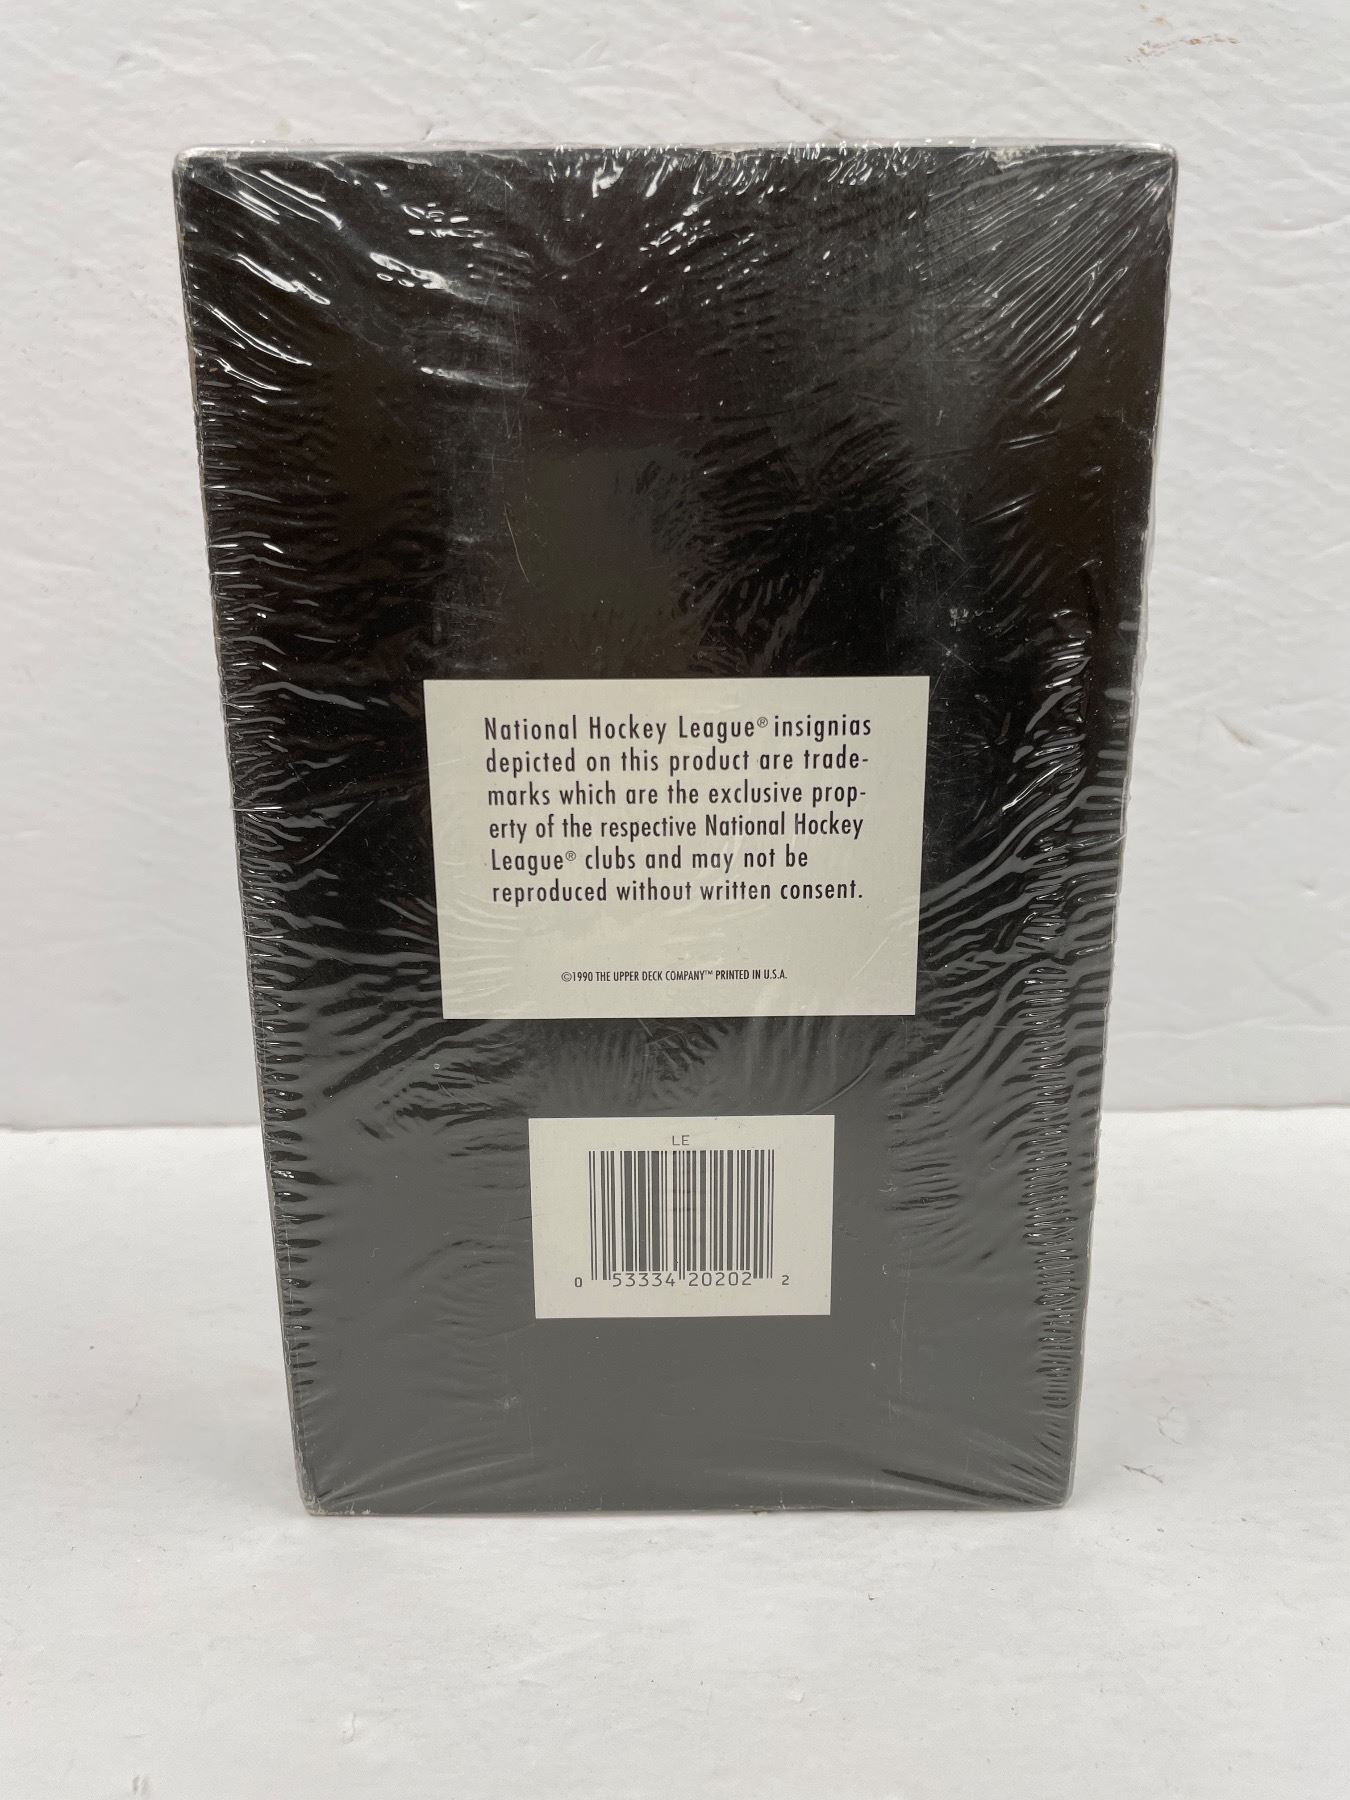 National Hockey League® insignias
depicted on this product are trade-
marks which are the exclusive prop-
erty of the respective National Hockey
League® clubs and may not be
reproduced without written consent.
©1990 THE UPPER DECK COMPANY™ PRINTED IN U.S.A.
LE
0 53334 20202 2